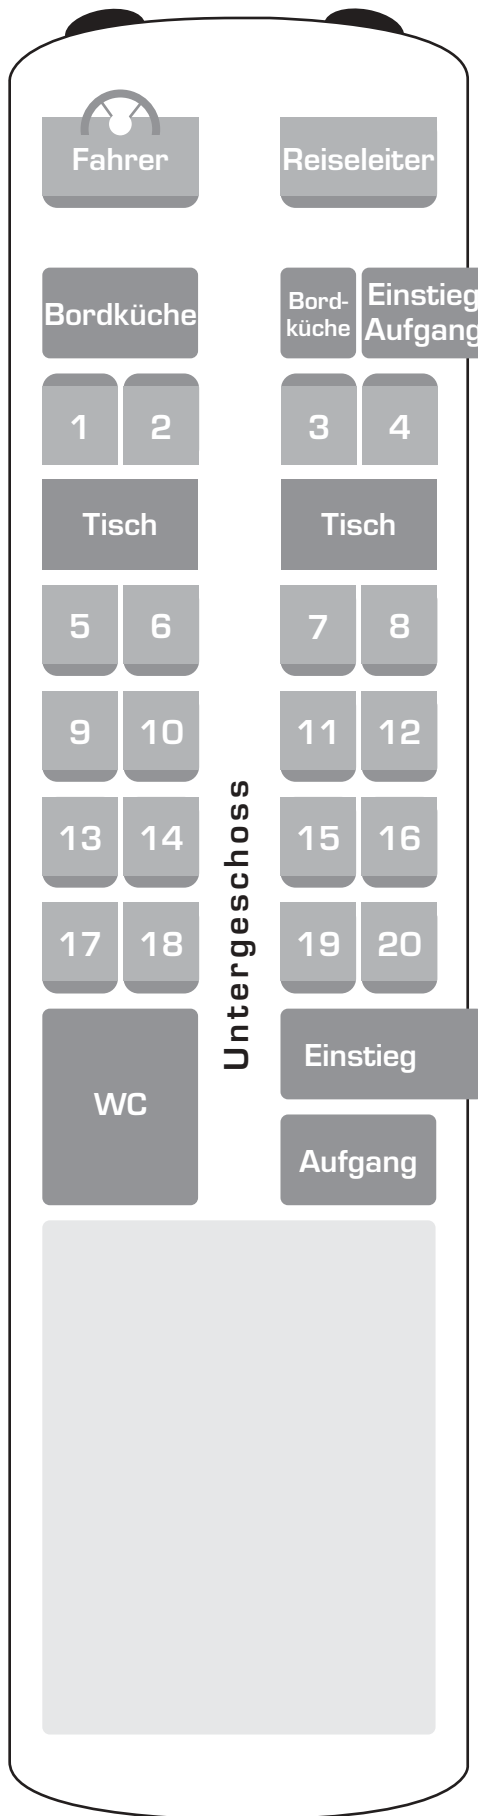 Fahrer
Reiseleiter
Bordküche
Bord-
küche
Einstieg
Aufgang
1 2 3 4
Tisch Tisch
5 6 7 8
9 10 11 12
13 14 15 16
17 18 19 20
Untergeschoss
WC
Einstieg
Aufgang